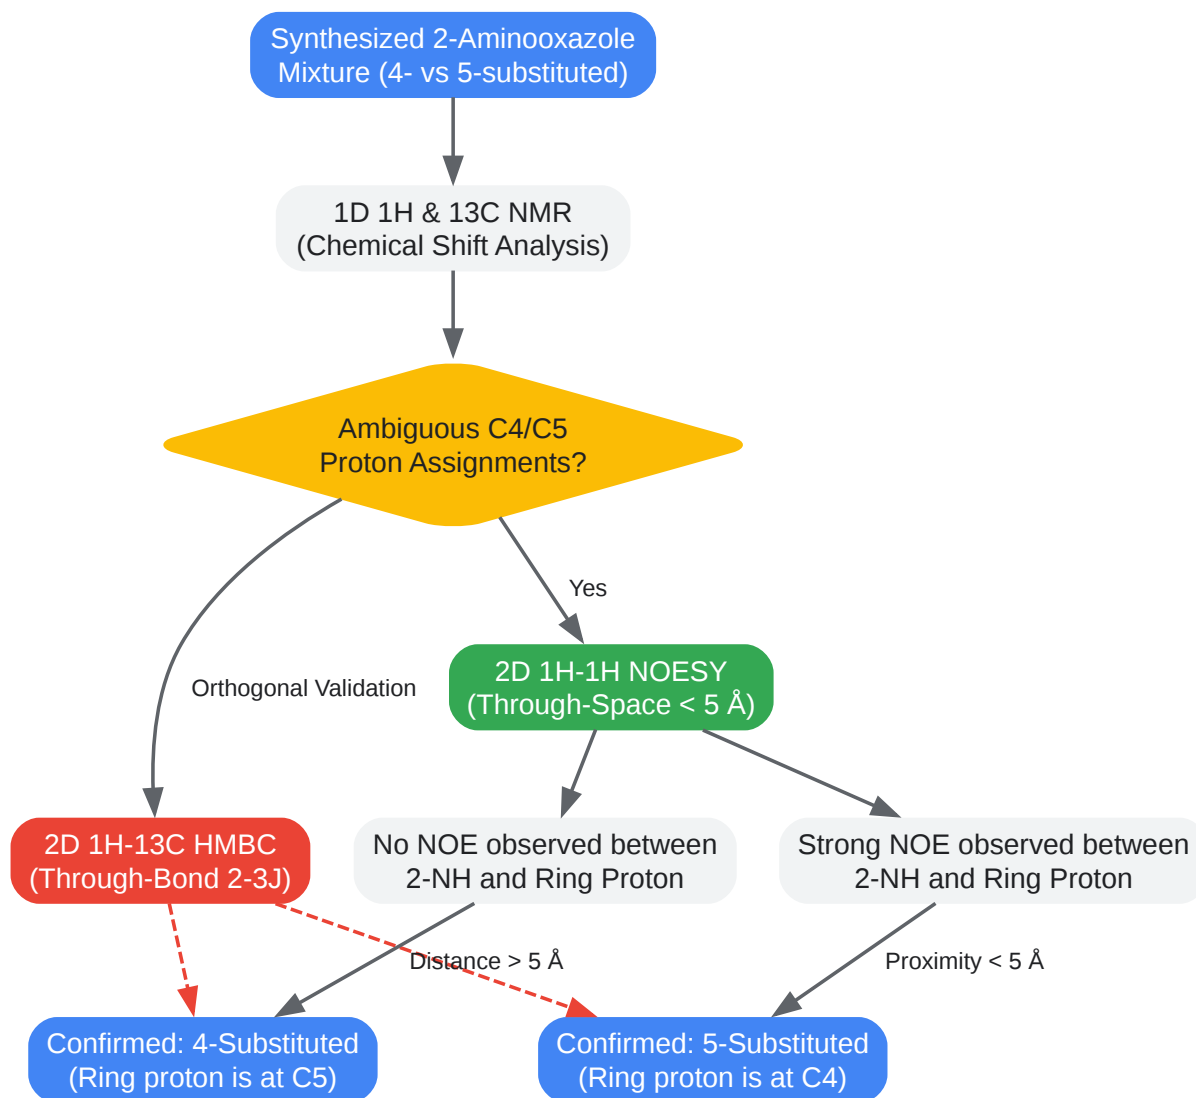 Synthesized 2-Aminooxazole
Mixture (4- vs 5-substituted)
1D 1H & 13C NMR
(Chemical Shift Analysis)
Ambiguous C4/C5
Proton Assignments?
Yes
Orthogonal Validation
2D 1H-1H NOESY
(Through-Space < 5 Å)
2D 1H-13C HMBC
(Through-Bond 2-3J)
No NOE observed between
2-NH and Ring Proton
Strong NOE observed between
2-NH and Ring Proton
Distance > 5 Å
Proximity < 5 Å
Confirmed: 4-Substituted
(Ring proton is at C5)
Confirmed: 5-Substituted
(Ring proton is at C4)